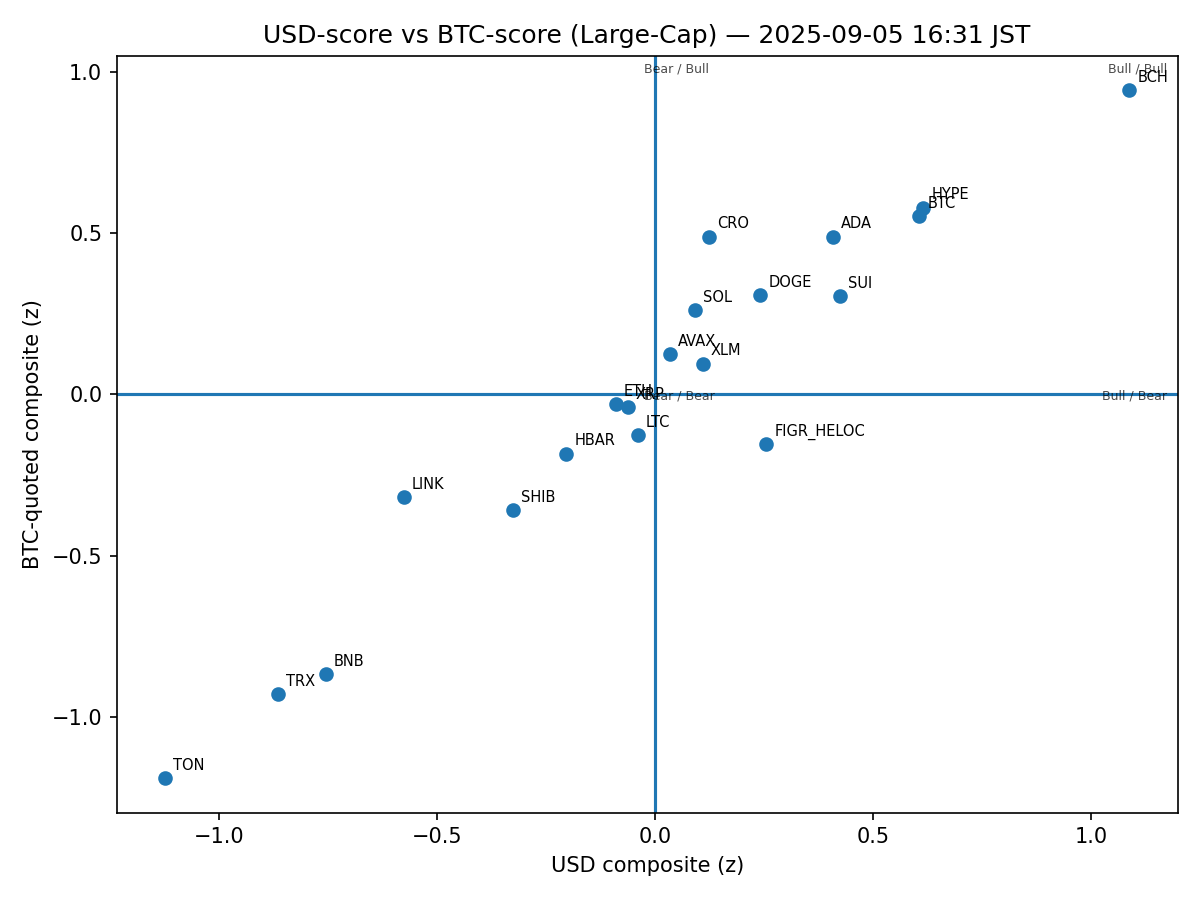 USD-score vs BTC-score (Large-Cap) — 2025-09-05 16:31 JST
BTC-quoted composite (z)
1.0
0.5
0.0
−0.5
−1.0
Bear / Bull
Bull / Bull
BCH
HYPE
BTC
CRO
ADA
DOGE
SUI
SOL
AVAX
XLM
ETH
XRP
Bear / Bear
Bull / Bear
LTC
FIGR_HELOC
HBAR
LINK
SHIB
BNB
TRX
TON
−1.0
−0.5
0.0
0.5
1.0
USD composite (z)